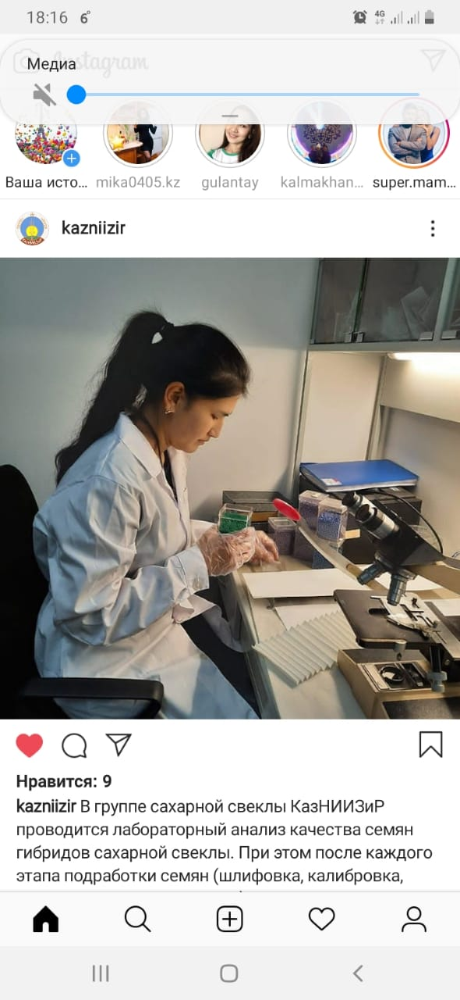 18:16 6°
4G
Instagram
Медиа
Ваша исто... mika0405.kz gulantay kalmakhan... super.mam...
kazniizir
Нравится: 9
kazniizir В группе сахарной свеклы КазНИИЗиР
проводится лабораторный анализ качества семян
гибридов сахарной свеклы. При этом после каждого
этапа подработки семян (шлифовка, калибровка,